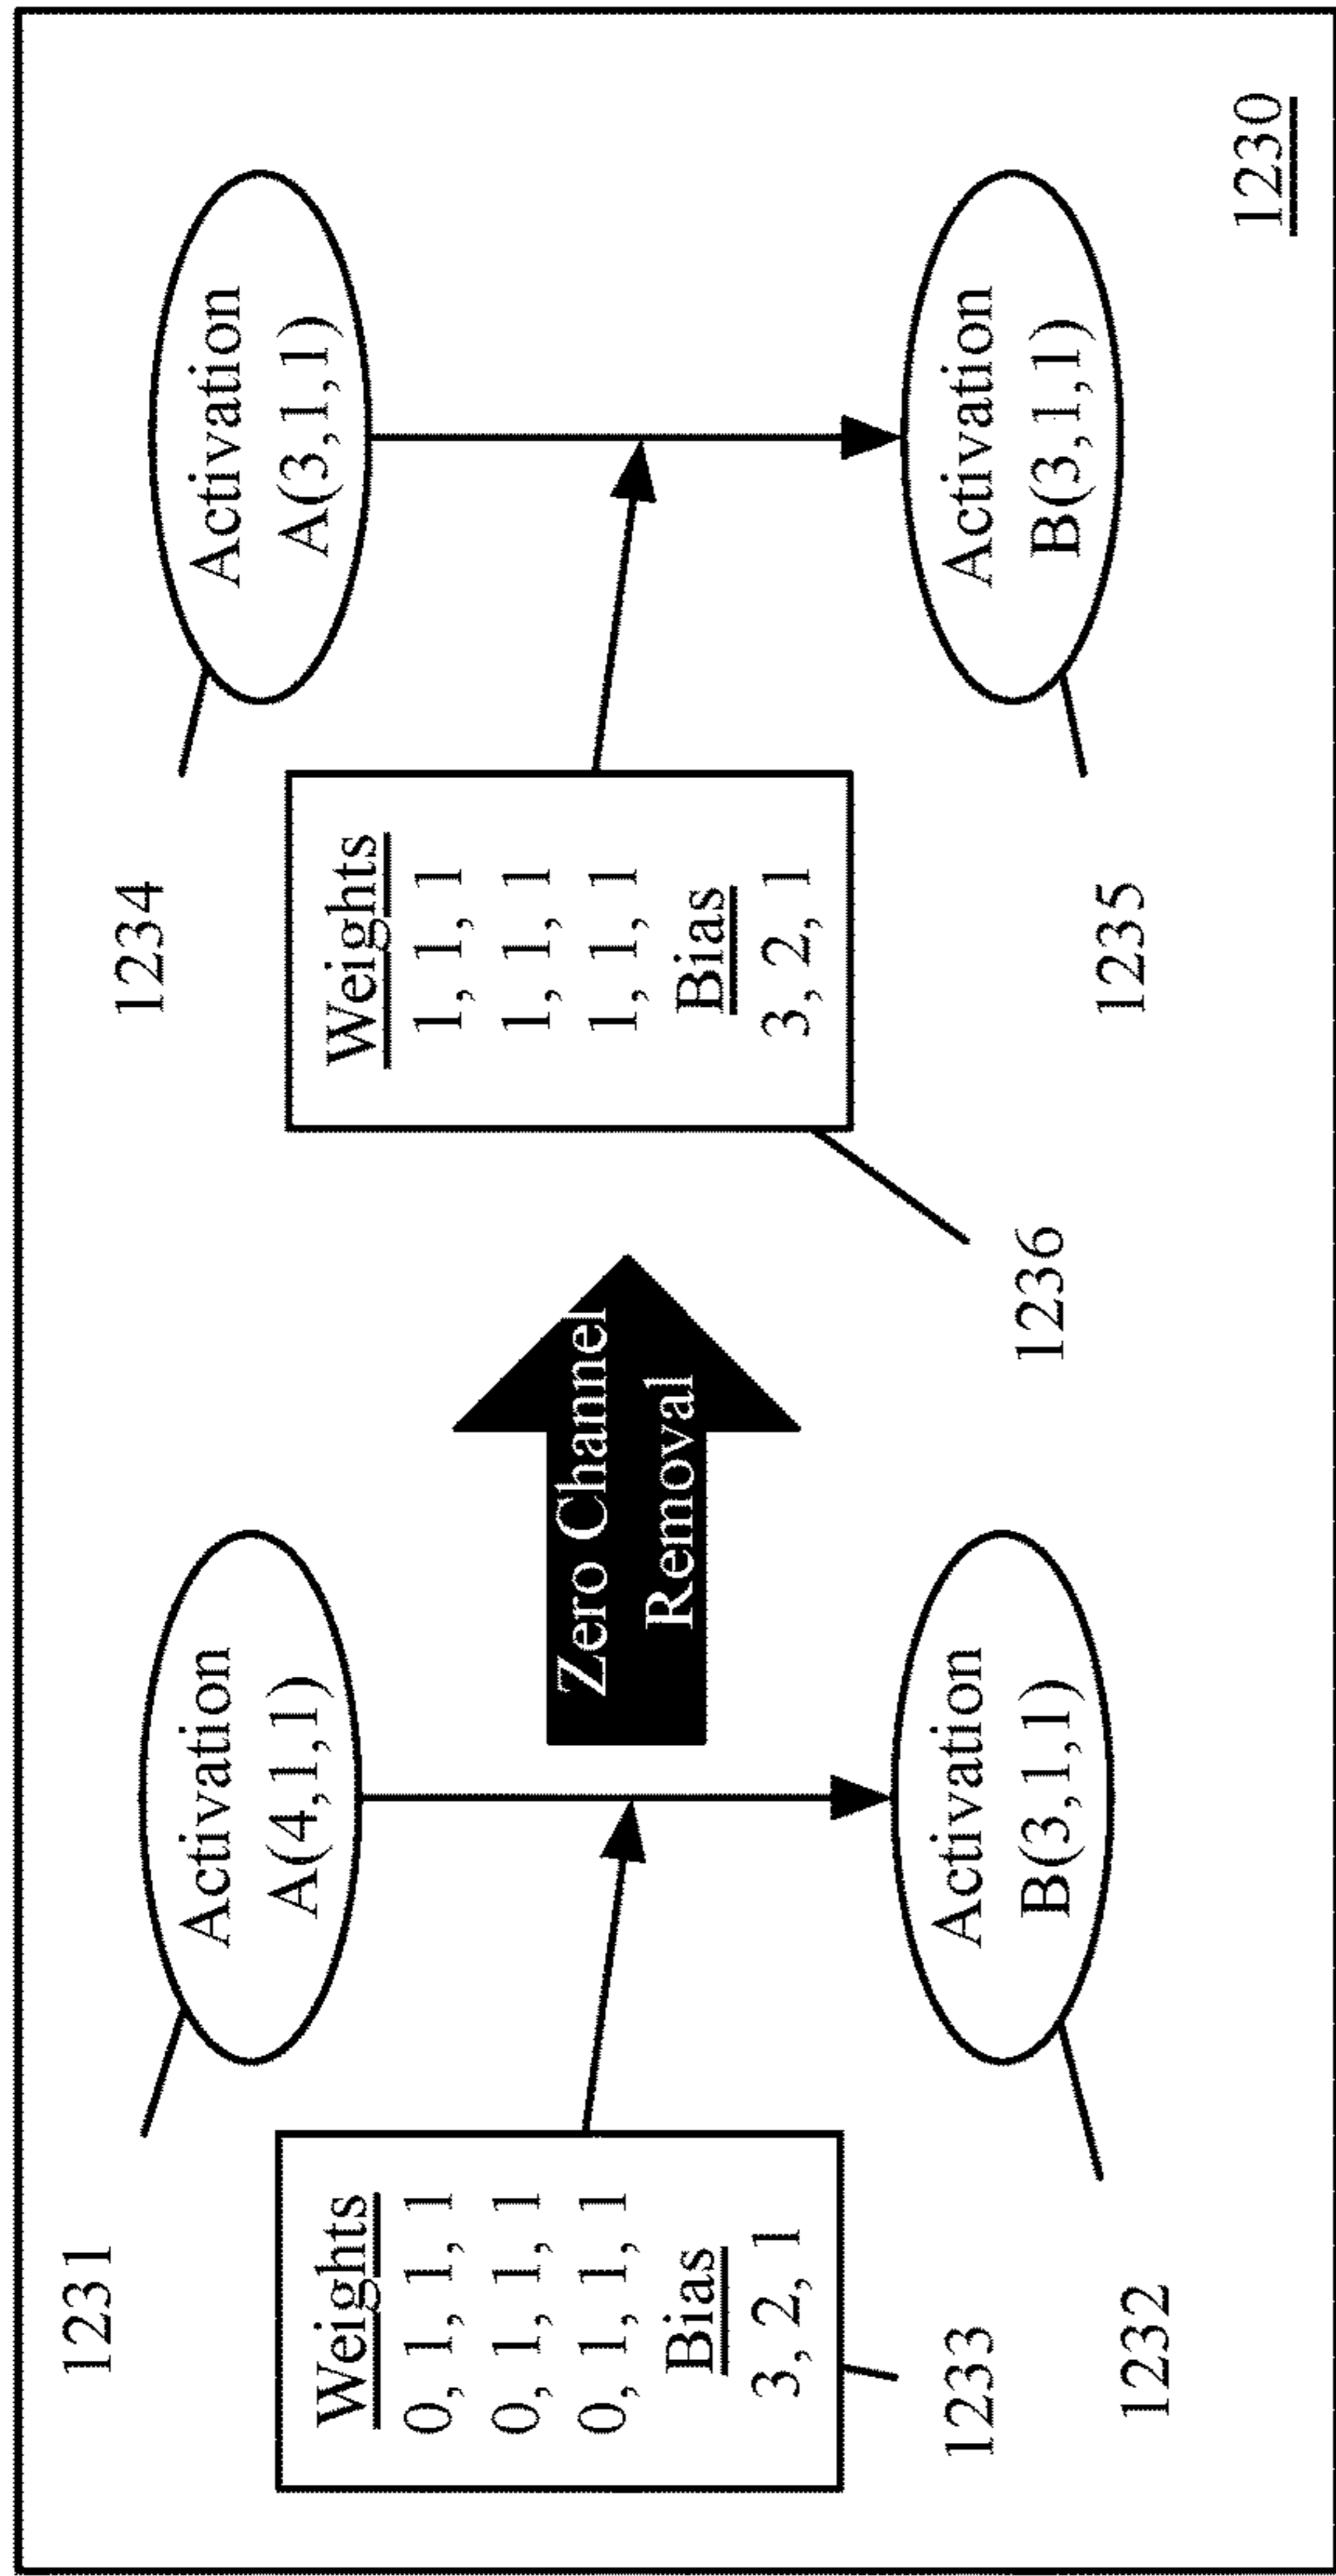 1231
Activation
A(4,1,1)
Weights
0, 1, 1, 1
0, 1, 1, 1
0, 1, 1, 1
Bias
3, 2, 1
1233
Activation
B(3,1,1)
1232
Zero Channel
Removal
1234
Activation
A(3,1,1)
Weights
1, 1, 1
1, 1, 1
1, 1, 1
Bias
3, 2, 1
1236
Activation
B(3,1,1)
1235
1230